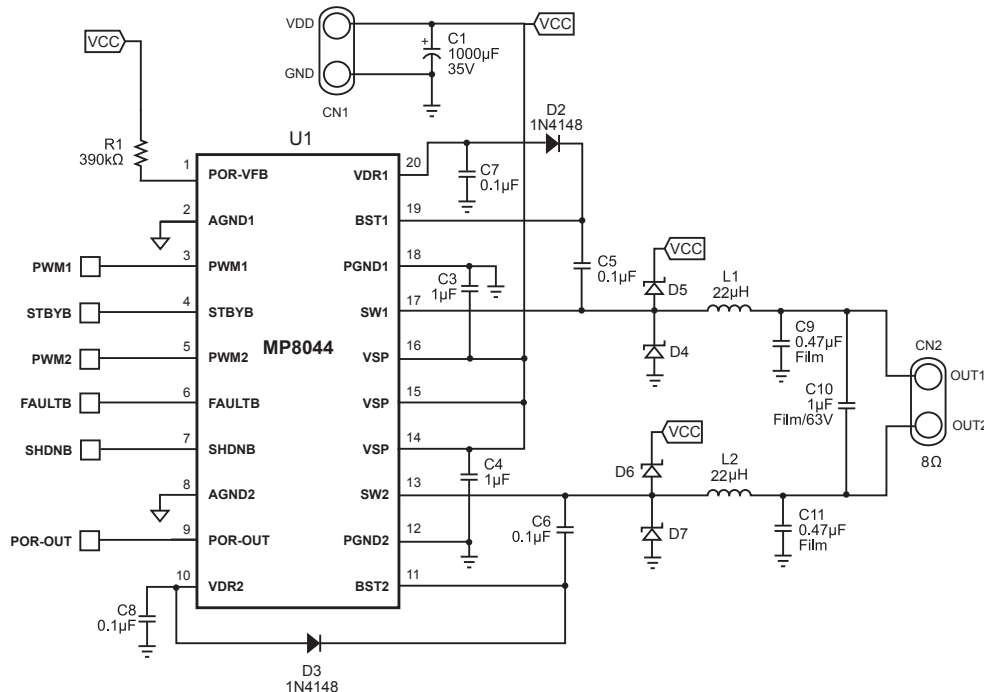 VDD
VCC
VCC
C1
1000µF
35V
+
GND
CN1
D2
1N4148
U1
R1
390kΩ
1
POR-VFB
VDR1
20
C7
0.1µF
2
AGND1
BST1
19
PWM1
3
PWM1
PGND1
18
C3
1µF
C5
0.1µF
VCC
D5
L1
22µH
STBYB
4
STBYB
SW1
17
MP8044
D4
C9
0.47µF
Film
CN2
PWM2
5
PWM2
VSP
16
OUT1
C10
1µF
Film/63V
FAULTB
6
FAULTB
VSP
15
OUT2
SHDNB
7
SHDNB
VSP
14
C4
1µF
VCC
D6
L2
22µH
8Ω
8
AGND2
SW2
13
C6
0.1µF
D7
C11
0.47µF
Film
POR-OUT
9
POR-OUT
PGND2
12
10
VDR2
BST2
11
C8
0.1µF
D3
1N4148